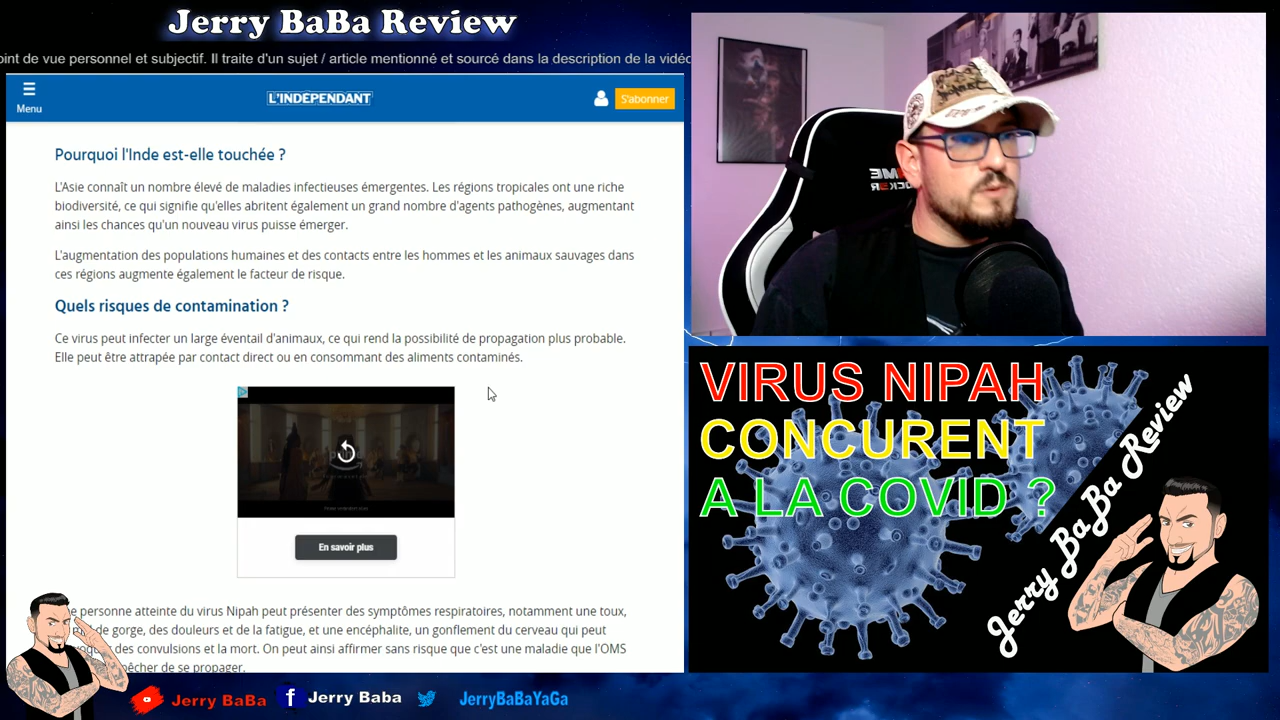 Jerry BaBa Review
oint de vue personnel et subjectif. Il traite d'un sujet / article mentionné et sourcé dans la description de la vidéo
Menu
L'INDEPENDANT
S'abonner
Pourquoi l'Inde est-elle touchée ?
L'Asie connaît un nombre élevé de maladies infectieuses émergentes. Les régions tropicales ont une riche
biodiversité, ce qui signifie qu'elles abritent également un grand nombre d'agents pathogènes, augmentant
ainsi les chances qu'un nouveau virus puisse émerger.
L'augmentation des populations humaines et des contacts entre les hommes et les animaux sauvages dans
ces régions augmente également le facteur de risque.
Quels risques de contamination ?
Ce virus peut infecter un large éventail d'animaux, ce qui rend la possibilité de propagation plus probable.
Elle peut être attrapée par contact direct ou en consommant des aliments contaminés.
En savoir plus
e personne atteinte du virus Nipah peut présenter des symptômes respiratoires, notamment une toux,
de gorge, des douleurs et de la fatigue, et une encéphalite, un gonflement du cerveau qui peut
des convulsions et la mort. On peut ainsi affirmer sans risque que c'est une maladie que l'OMS
pêcher de se propager.
VIRUS NIPAH
CONCURENT
A LA COVID ?
Jerry BaBa Review
Jerry BaBa
Jerry Baba
JerryBaBaYaGa